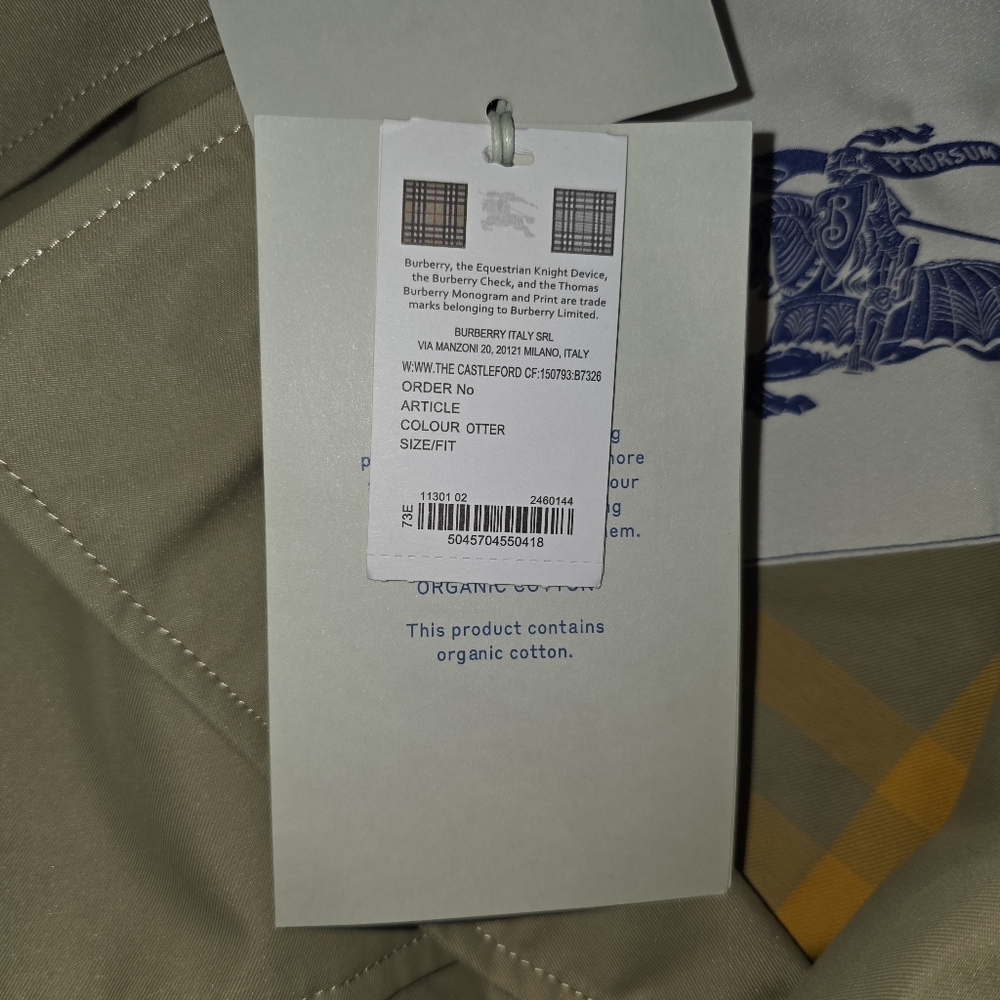 PRORSUM
B
Burberry, the Equestrian Knight Device,
the Burberry Check, and the Thomas
Burberry Monogram and Print are trade
marks belonging to Burberry Limited.
BURBERRY ITALY SRL
VIA MANZONI 20, 20121 MILANO, ITALY
W:WW.THE CASTLEFORD CF:150793:B7326
ORDER No
ARTICLE
COLOUR OTTER
SIZE/FIT
11301 02 2460144
73E
5045704550418
ORGANIC COTTON
This product contains
organic cotton.